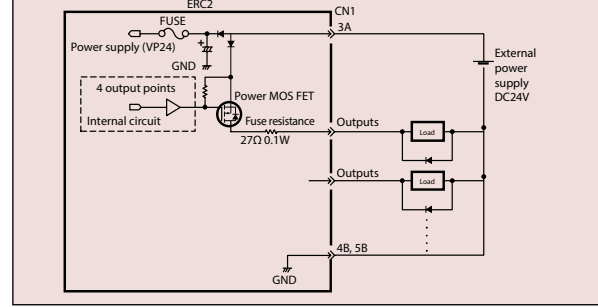 ERC2
CN1
FUSE
3A
Power supply (VP24)
+
GND
External
power
supply
DC24V
4 output points
Power MOS FET
Internal circuit
Fuse resistance
Outputs
Load
27Ω 0.1W
Outputs
Load
4B, 5B
GND